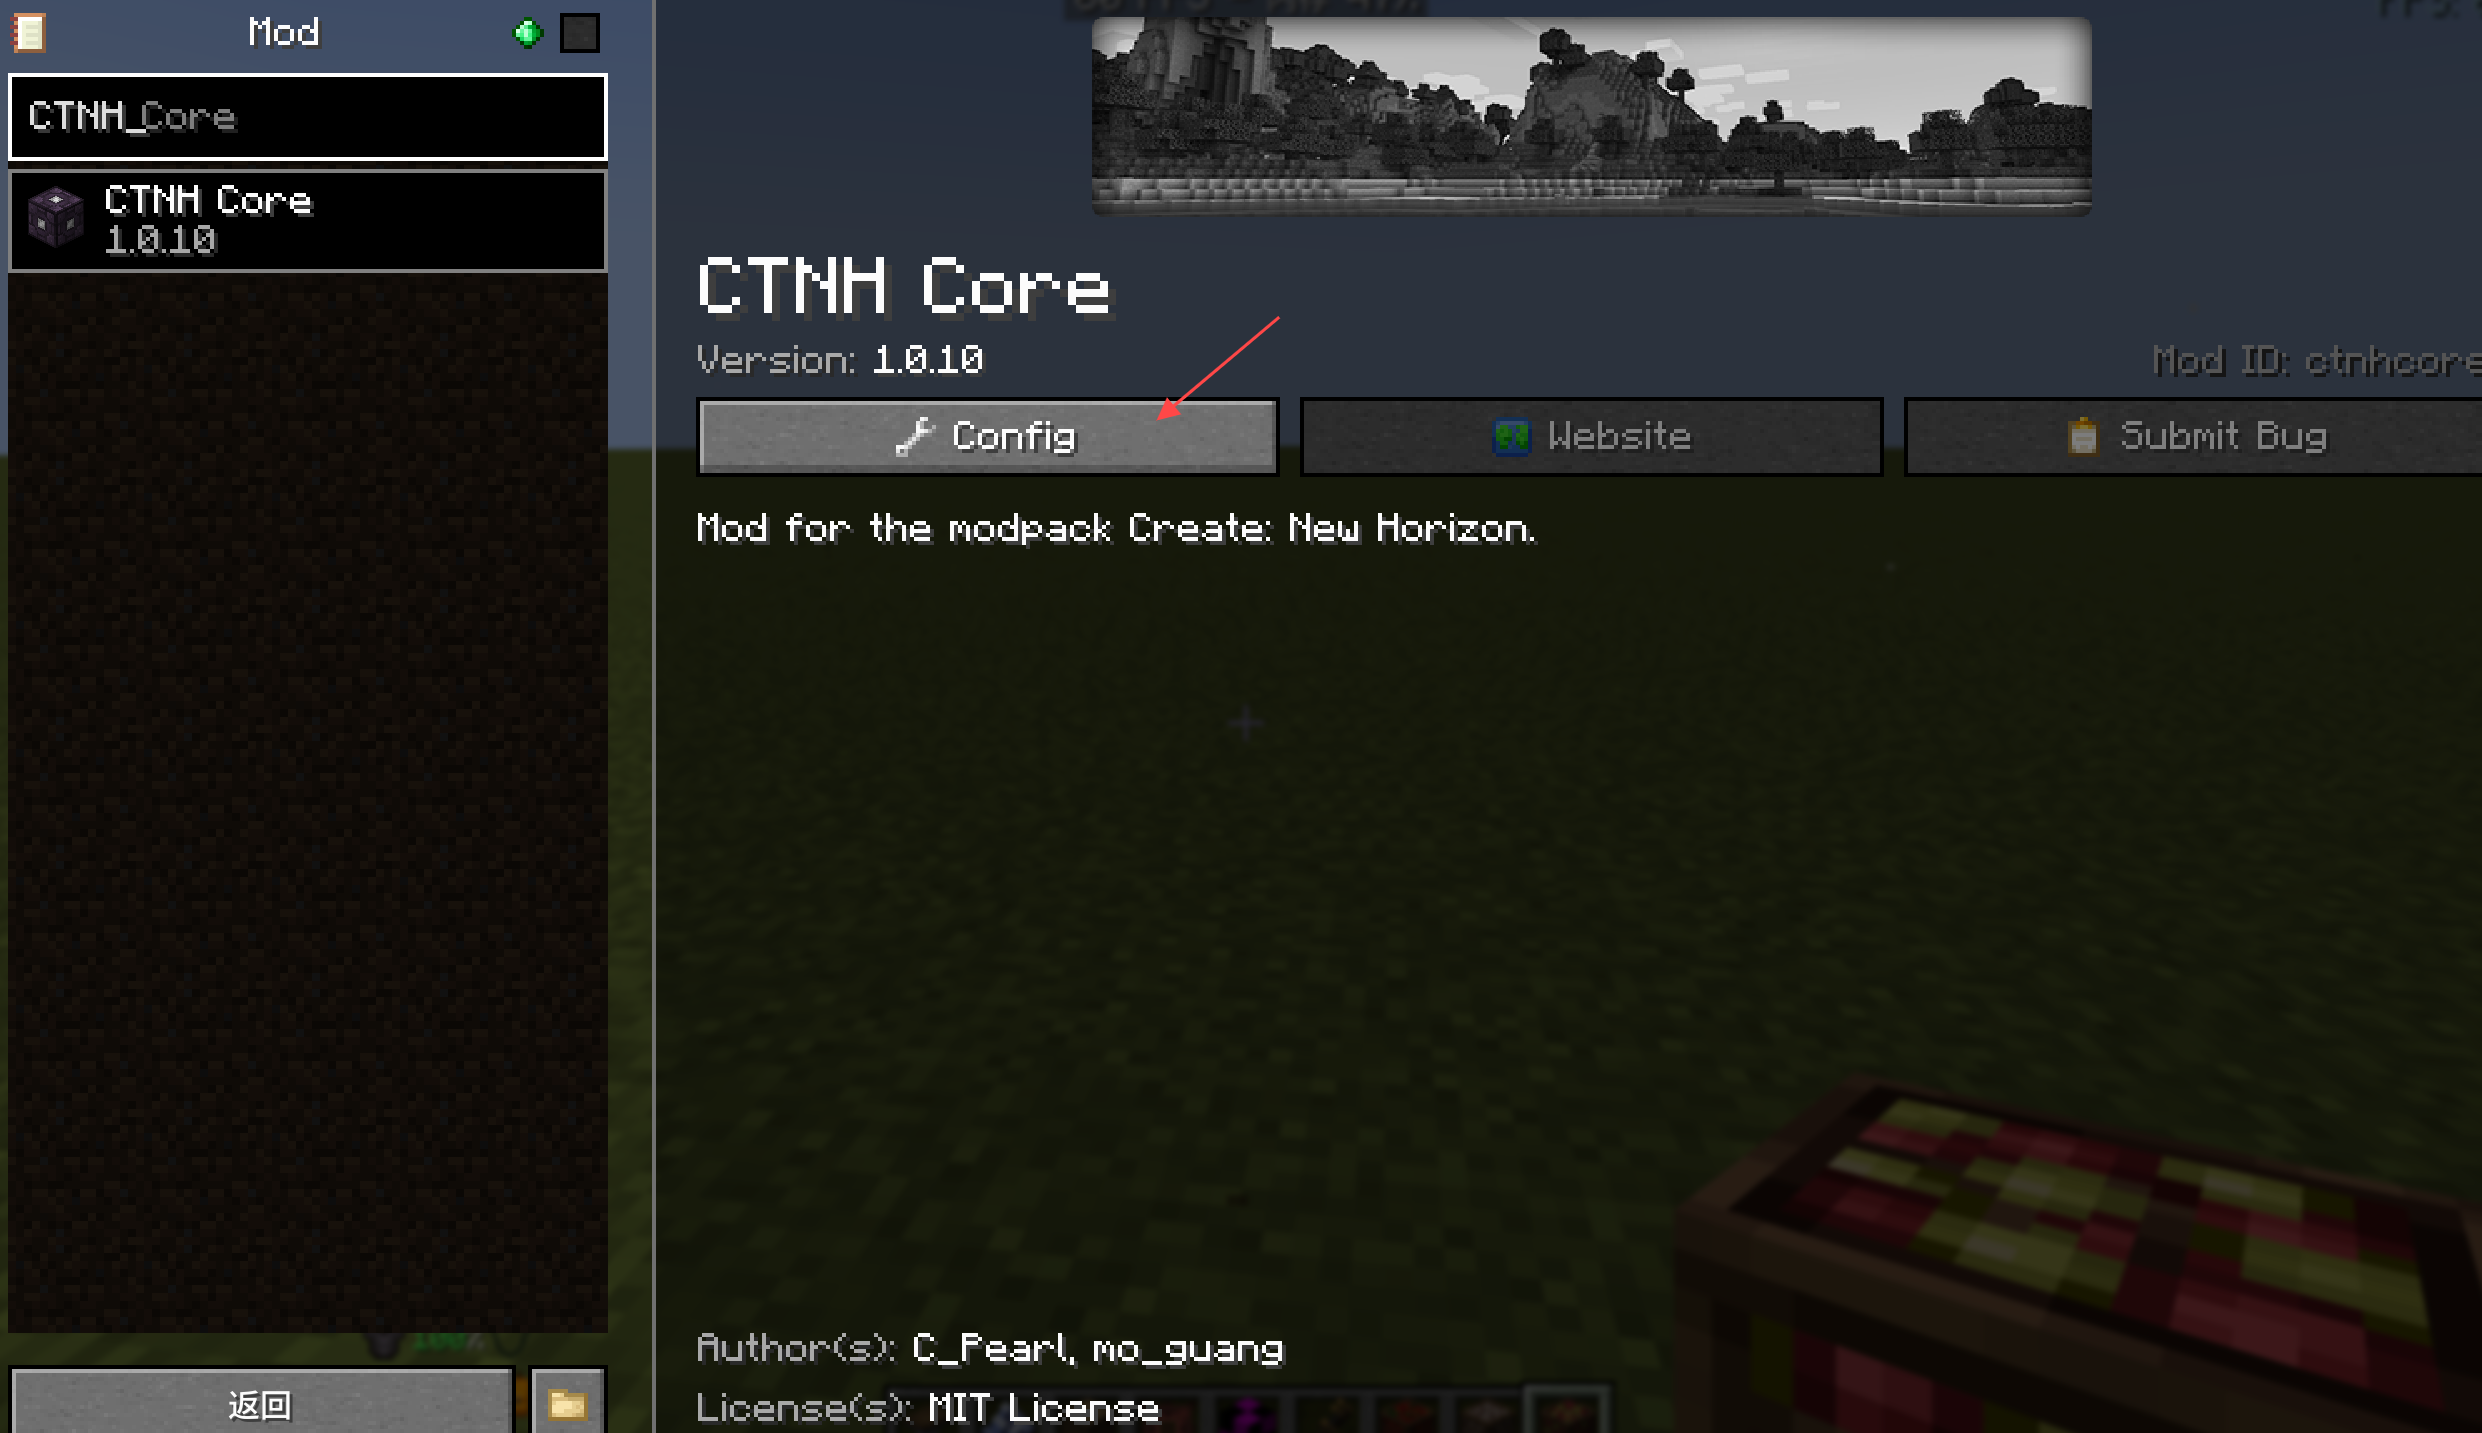 Mod
CTNH_Core
CTNH Core
1.0.10
CTNH Core
Version: 1.0.10
Mod ID: ctnhcore
Config
Website
Submit Bug
Mod for the modpack Create: New Horizon.
100%
Author(s): C_Pearl, mo_guang
License(s): MIT License
返回